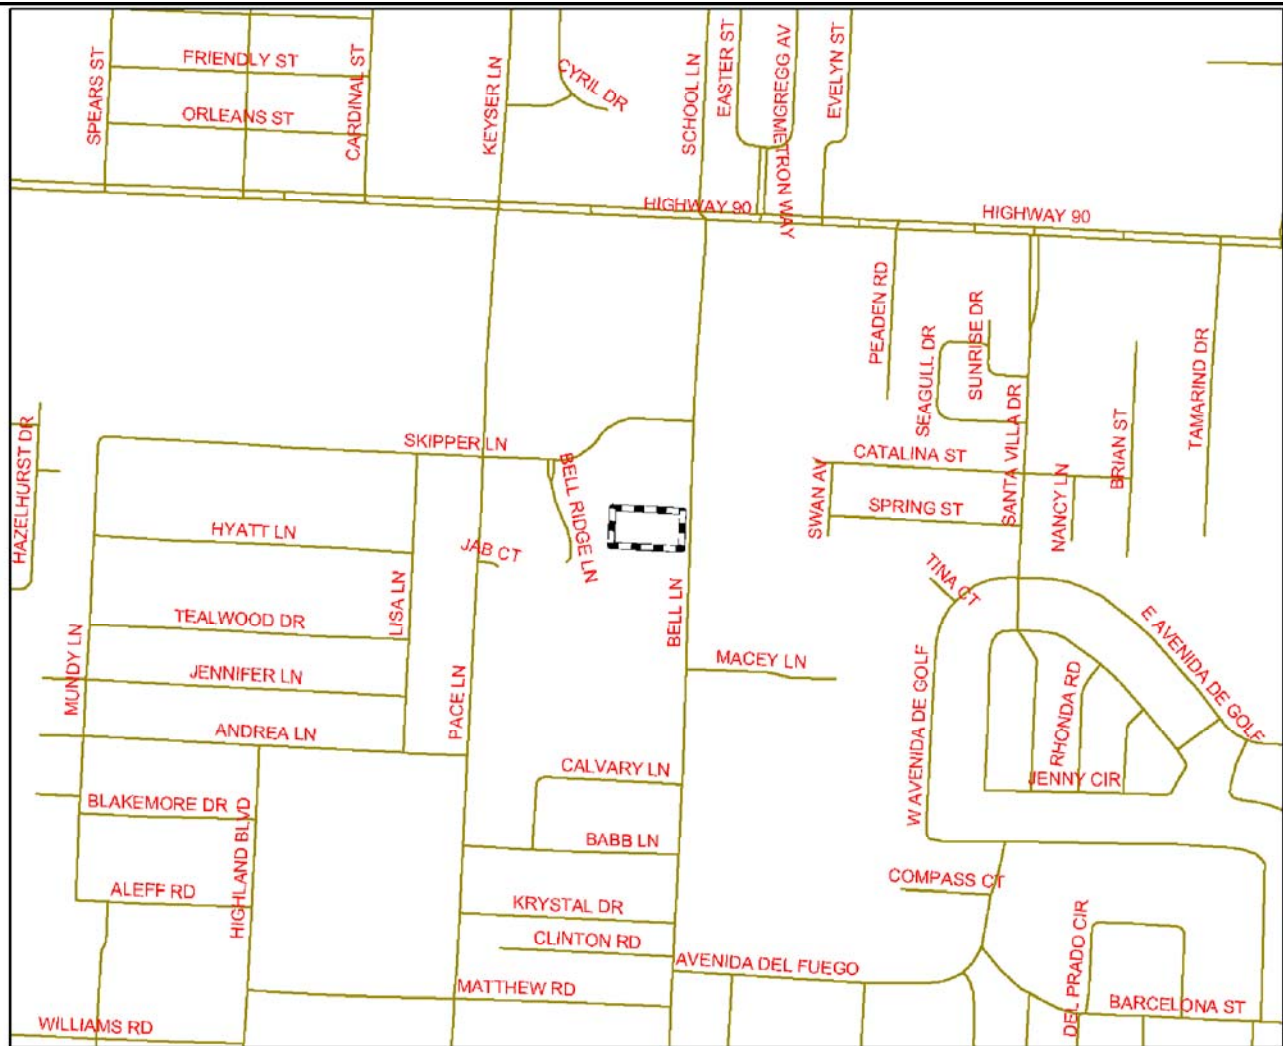 SPEARS ST
FRIENDLY ST
ORLEANS ST
CARDINAL ST
KEYSER LN
CYRIL DR
SCHOOL LN
EASTER ST
GREGG AV
METRON WAY
EVELYN ST
HIGHWAY 90
HIGHWAY 90
PEADEN RD
SEAGULL DR
SUNRISE DR
SANTA VILLA DR
TAMARIND DR
BRIAN ST
HAZELHURST DR
SKIPPER LN
BELL RIDGE LN
CATALINA ST
SWAN AV
SPRING ST
NANCY LN
HYATT LN
JAB CT
LISA LN
TEALWOOD DR
MUNDY LN
JENNIFER LN
ANDREA LN
PACE LN
BELL LN
MACEY LN
TINA CT
W AVENIDA DE GOLF
E AVENIDA DE GOLF
RHONDA RD
JENNY CIR
CALVARY LN
BLAKEMORE DR
HIGHLAND BLVD
BABB LN
ALEFF RD
COMPASS CT
KRYSTAL DR
CLINTON RD
AVENIDA DEL FUEGO
DEL PRADO CIR
MATTHEW RD
BARCELONA ST
WILLIAMS RD